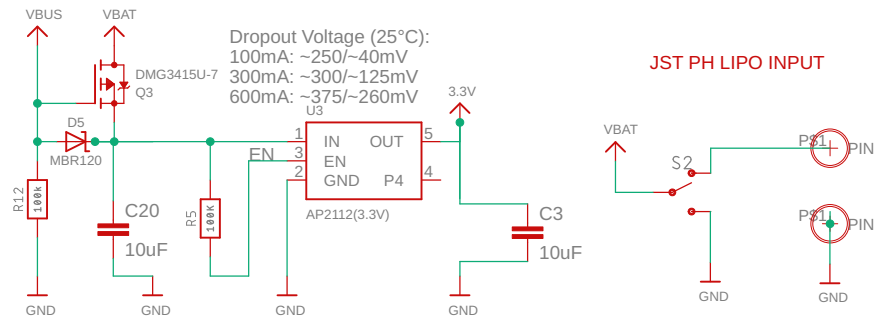 VBUS
VBAT
Dropout Voltage (25°C):
100mA: ~250/~40mV
300mA: ~300/~125mV
600mA: ~375/~260mV
DMG3415U-7
Q3
U3
D5
MBR120
1
IN
OUT
5
EN
3
EN
2
GND
P4
4
3.3V
R12
100k
C20
10uF
R5
100K
AP2112(3.3V)
C3
10uF
GND
GND
GND
GND
JST PH LIPO INPUT
VBAT
S2
P$1
PIN
P$1
PIN
GND
GND